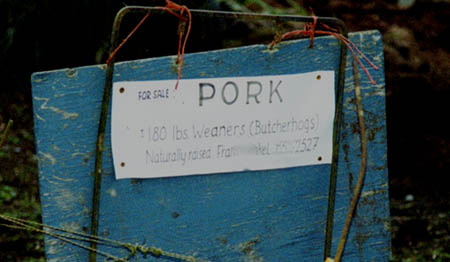 FOR SALE
PORK
180 lbs Weaners (Butcherhogs)
Naturally raised